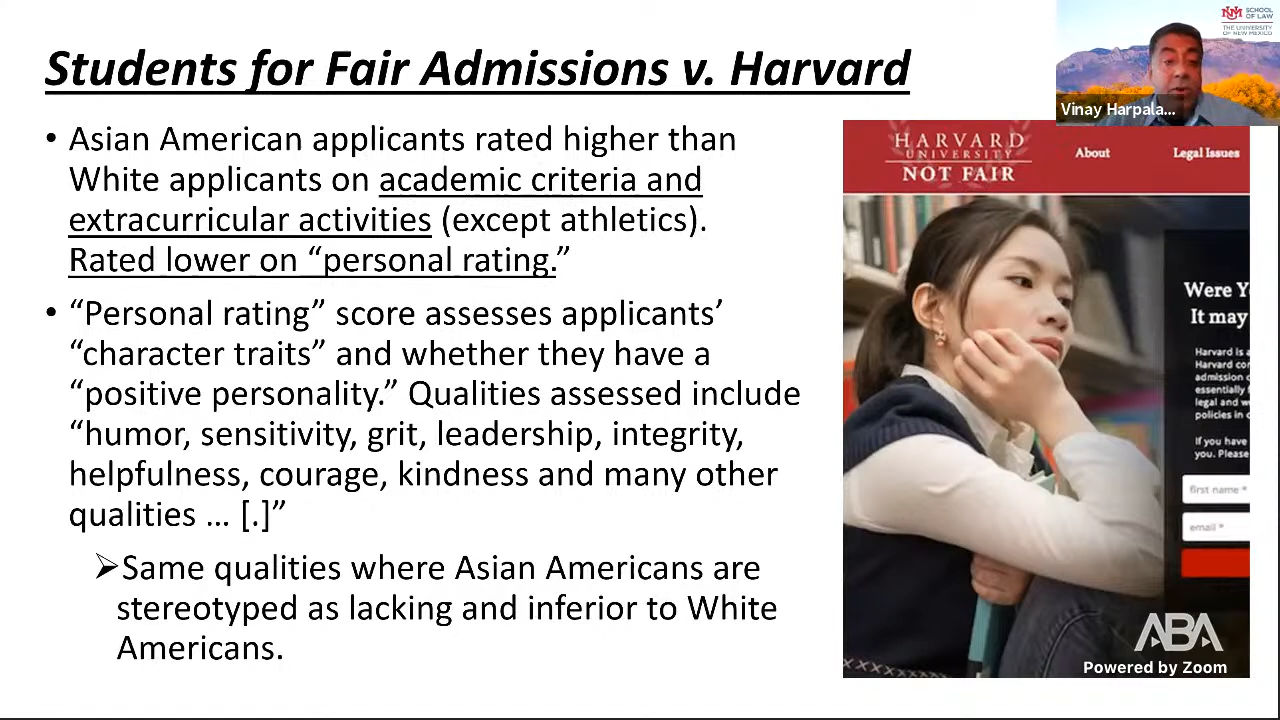 Students for Fair Admissions v. Harvard
• Asian American applicants rated higher than
White applicants on academic criteria and
extracurricular activities (except athletics).
Rated lower on “personal rating.”
• “Personal rating” score assesses applicants’
“character traits” and whether they have a
“positive personality.” Qualities assessed include
“humor, sensitivity, grit, leadership, integrity,
helpfulness, courage, kindness and many other
qualities … [.]”
➢Same qualities where Asian Americans are
stereotyped as lacking and inferior to White
Americans.
SCHOOL
OF LAW
THE UNIVERSITY
OF NEW MEXICO
Vinay Harpala...
HARVARD
UNIVERSITY
NOT FAIR
About
Legal Issues
Were Y
It may
Harvard is a
Harvard con
admission
essentially
legal and w
policies in
If you have
you. Please
first name *
email *
ABA
Powered by Zoom